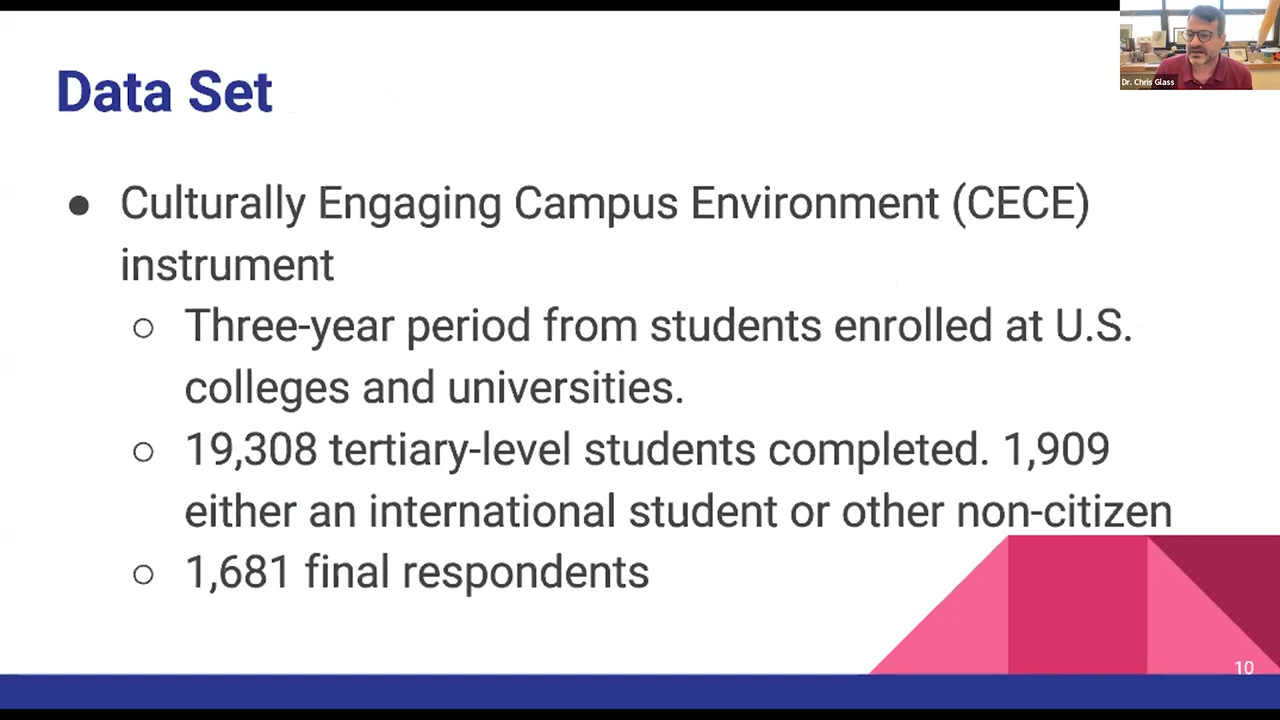 Data Set
Dr. Chris Glass
● Culturally Engaging Campus Environment (CECE)
instrument
○ Three-year period from students enrolled at U.S.
colleges and universities.
○ 19,308 tertiary-level students completed. 1,909
either an international student or other non-citizen
○ 1,681 final respondents
10